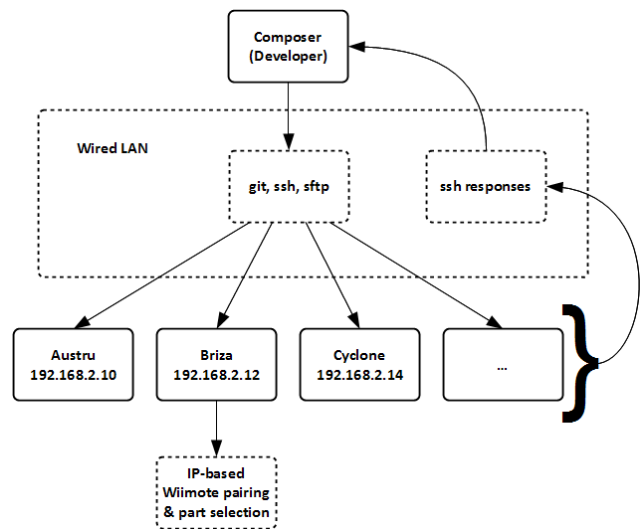 Composer
(Developer)
Wired LAN
git, ssh, sftp
ssh responses
Austru
192.168.2.10
Briza
192.168.2.12
Cyclone
192.168.2.14
...
IP-based
Wiimote pairing
& part selection